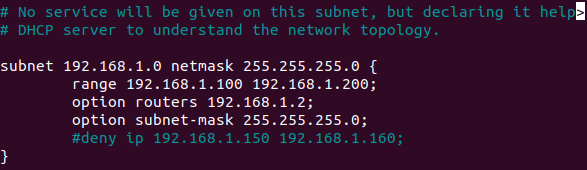 # No service will be given on this subnet, but declaring it help>
# DHCP server to understand the network topology.
subnet 192.168.1.0 netmask 255.255.255.0 {
range 192.168.1.100 192.168.1.200;
option routers 192.168.1.2;
option subnet-mask 255.255.255.0;
#deny ip 192.168.1.150 192.168.1.160;
}